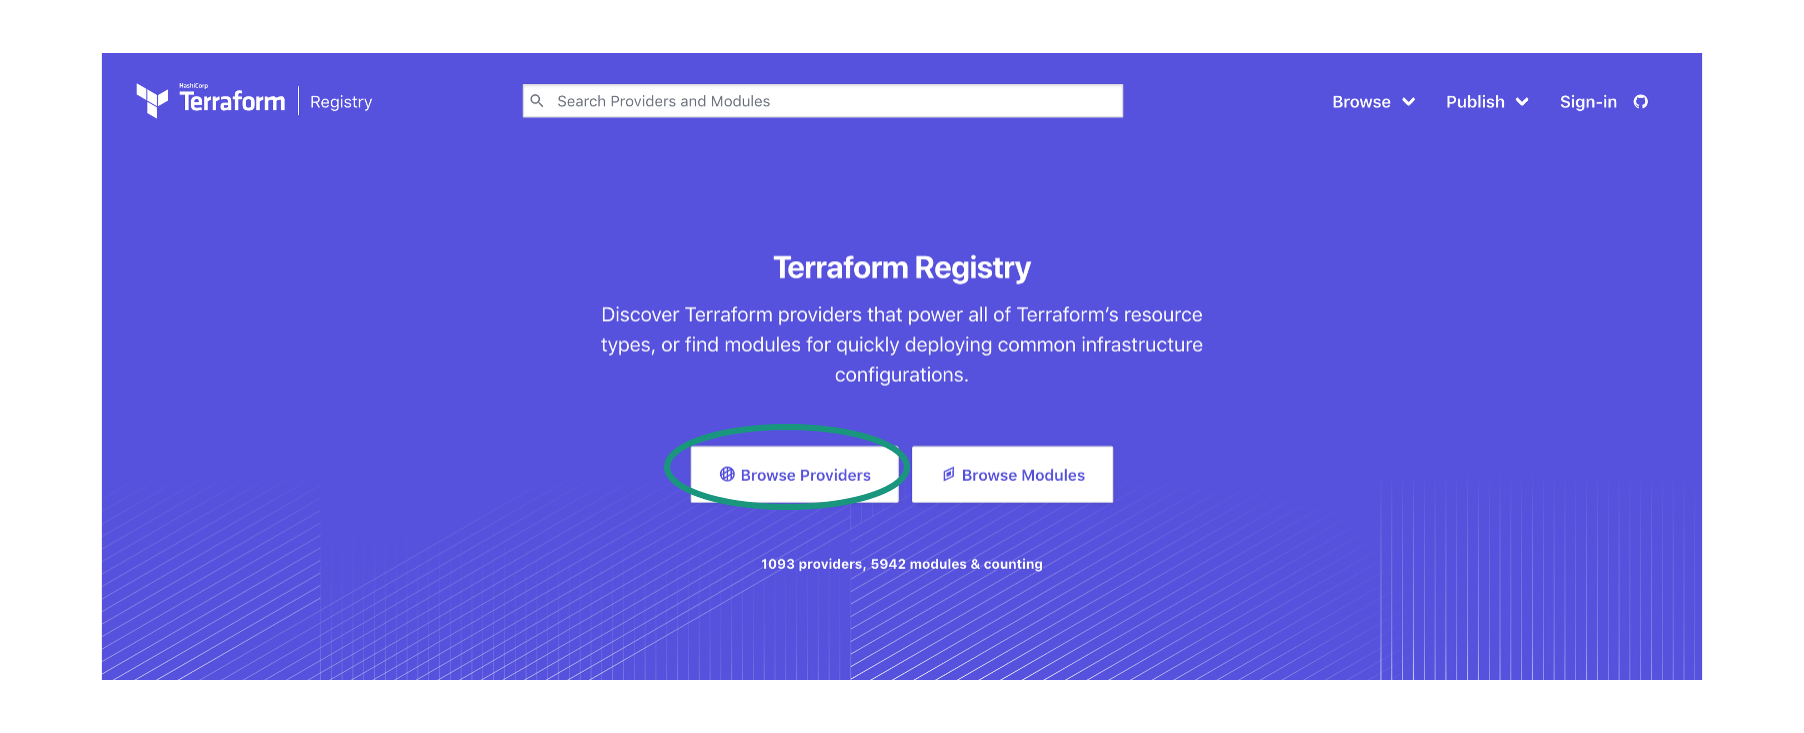 HashiCorp
Terraform
Registry
Search Providers and Modules
Browse
Publish
Sign-in
Terraform Registry
Discover Terraform providers that power all of Terraform’s resource
types, or find modules for quickly deploying common infrastructure
configurations.
Browse Providers
Browse Modules
1093 providers, 5942 modules & counting